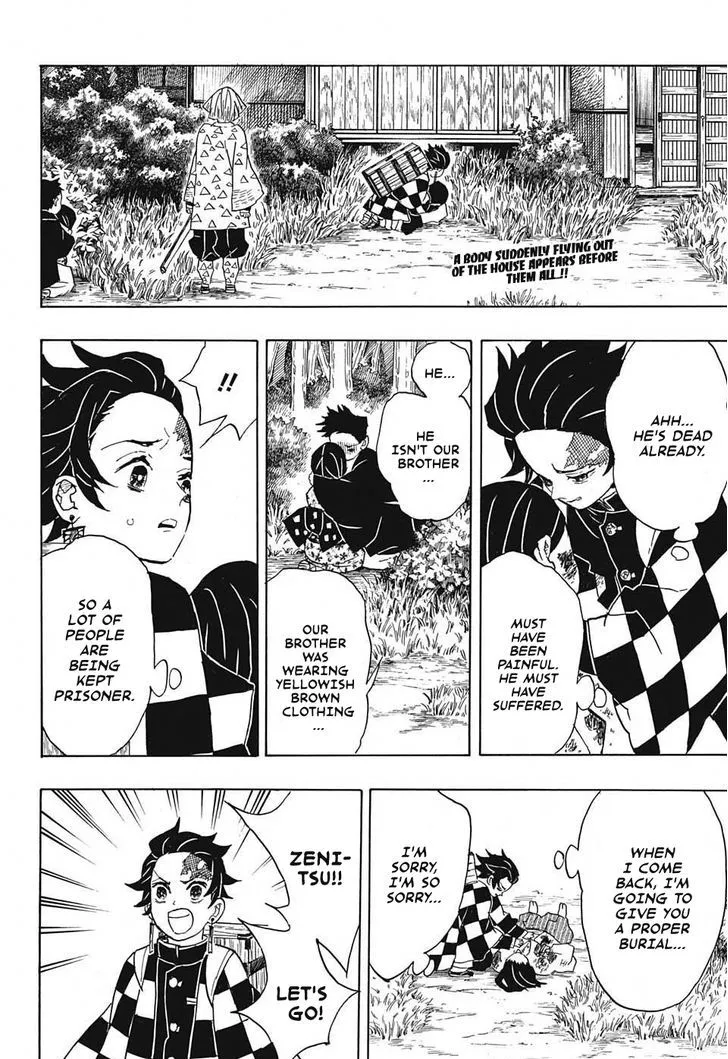 A BODY SUDDENLY FLYING OUT
OF THE HOUSE APPEARS BEFORE
THEM ALL!!
AHH...
HE'S DEAD
ALREADY.
MUST
HAVE
BEEN
PAINFUL.
HE MUST
HAVE
SUFFERED.
HE...
HE
ISN'T OUR
BROTHER
...
OUR
BROTHER
WAS
WEARING
YELLOWISH
BROWN
CLOTHING
...
!!
SO A
LOT OF
PEOPLE
ARE
BEING
KEPT
PRISONER.
WHEN
I COME
BACK, I'M
GOING TO
GIVE YOU
A PROPER
BURIAL...
I'M
SORRY,
I'M SO
SORRY...
ZENI-
TSU!!
LET'S
GO!